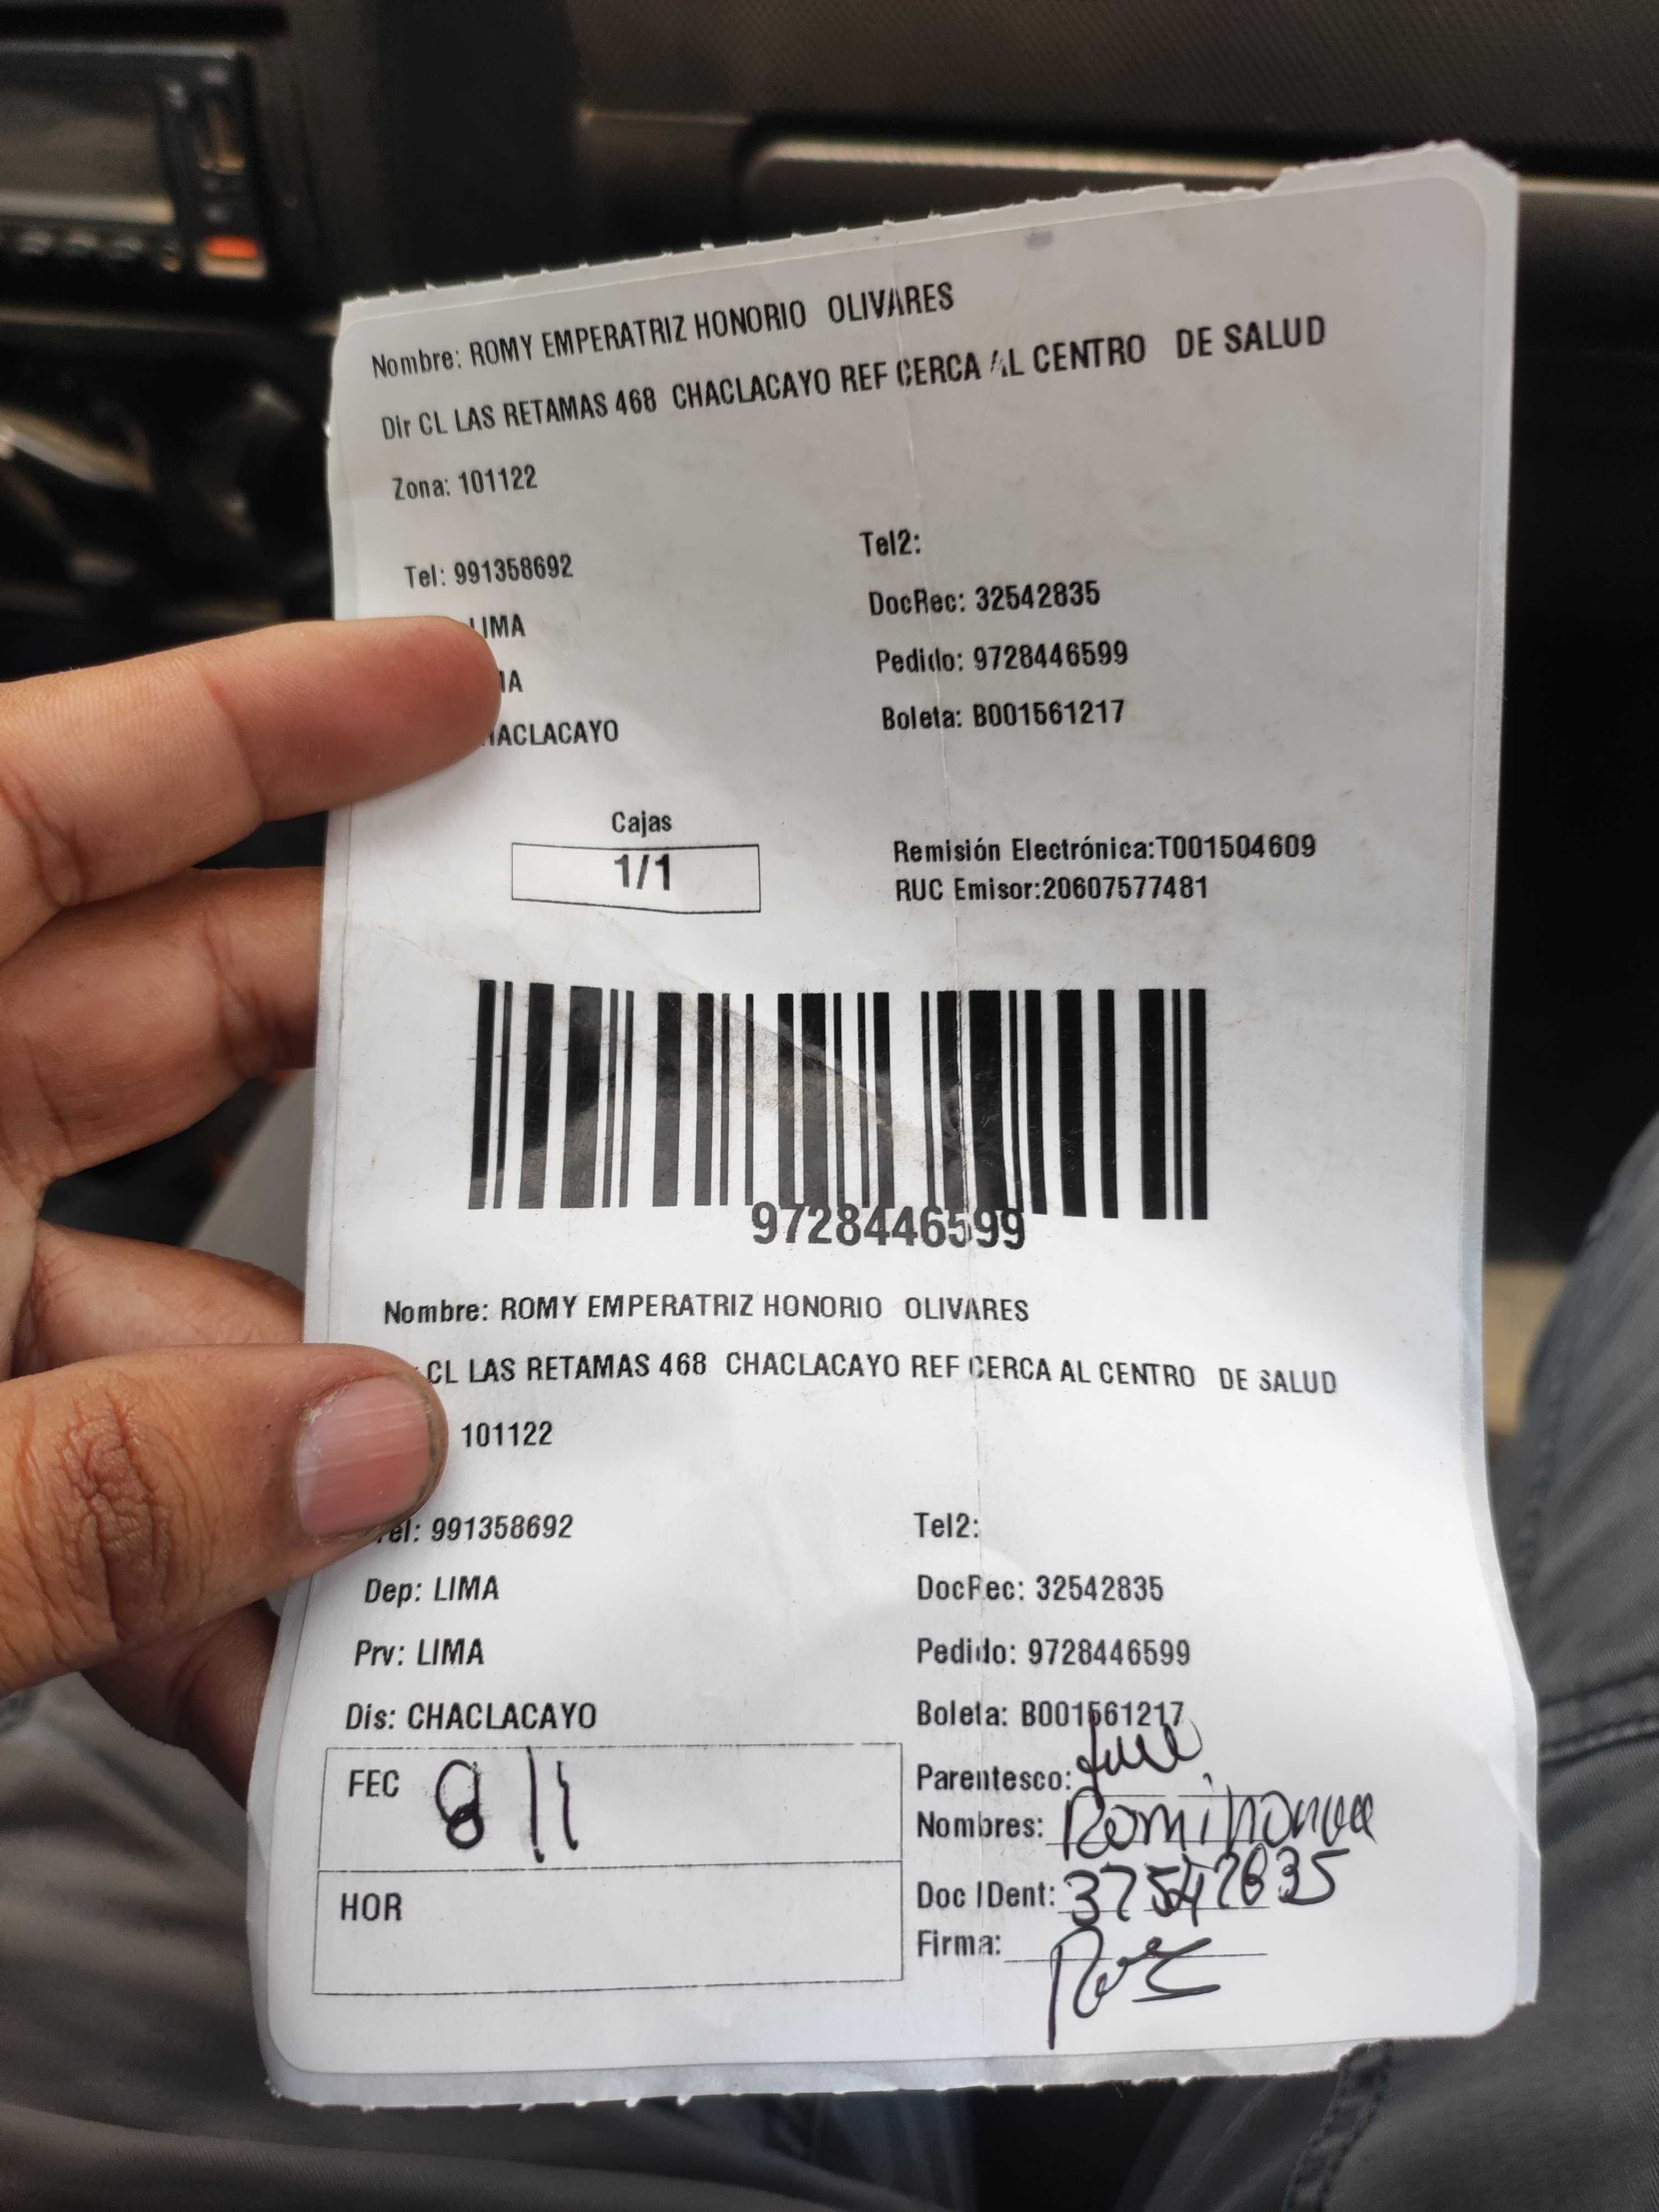 Nombre: ROMY EMPERATRIZ HONORIO OLIVARES
Dir CL LAS RETAMAS 468 CHACLACAYO REF CERCA AL CENTRO DE SALUD
Zona: 101122
Tel: 991358692 Tel2:
LIMA DocRec: 32542835
Pedido: 9728446599
HACLACAYO Boleta: B001561217
Cajas
1/1
Remisión Electrónica:T001504609
RUC Emisor:20607577481
9728446599
Nombre: ROMY EMPERATRIZ HONORIO OLIVARES
CL LAS RETAMAS 468 CHACLACAYO REF CERCA AL CENTRO DE SALUD
101122
Tel: 991358692 Tel2:
Dep: LIMA DocRec: 32542835
Prv: LIMA Pedido: 9728446599
Dis: CHACLACAYO Boleta: B001561217
FEC 8 11 Parentesco:
Nombres:
HOR Doc IDent:
Firma: